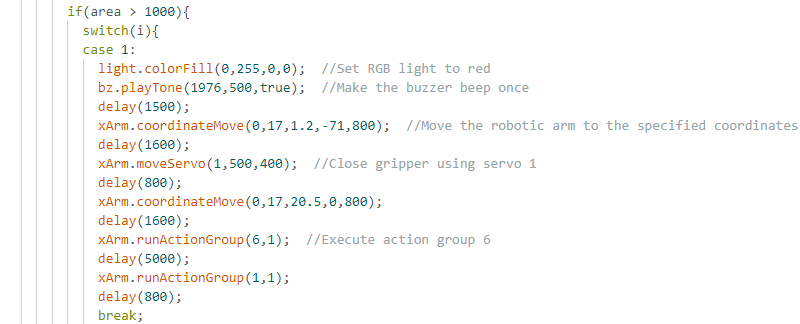 if(area > 1000){
switch(i){
case 1:
light.colorFill(0,255,0,0);  //Set RGB light to red
bz.playTone(1976,500,true);  //Make the buzzer beep once
delay(1500);
xArm.coordinateMove(0,17,1.2,-71,800);  //Move the robotic arm to the specified coordinates
delay(1600);
xArm.moveServo(1,500,400);  //Close gripper using servo 1
delay(800);
xArm.coordinateMove(0,17,20.5,0,800);
delay(1600);
xArm.runActionGroup(6,1);  //Execute action group 6
delay(5000);
xArm.runActionGroup(1,1);
delay(800);
break;